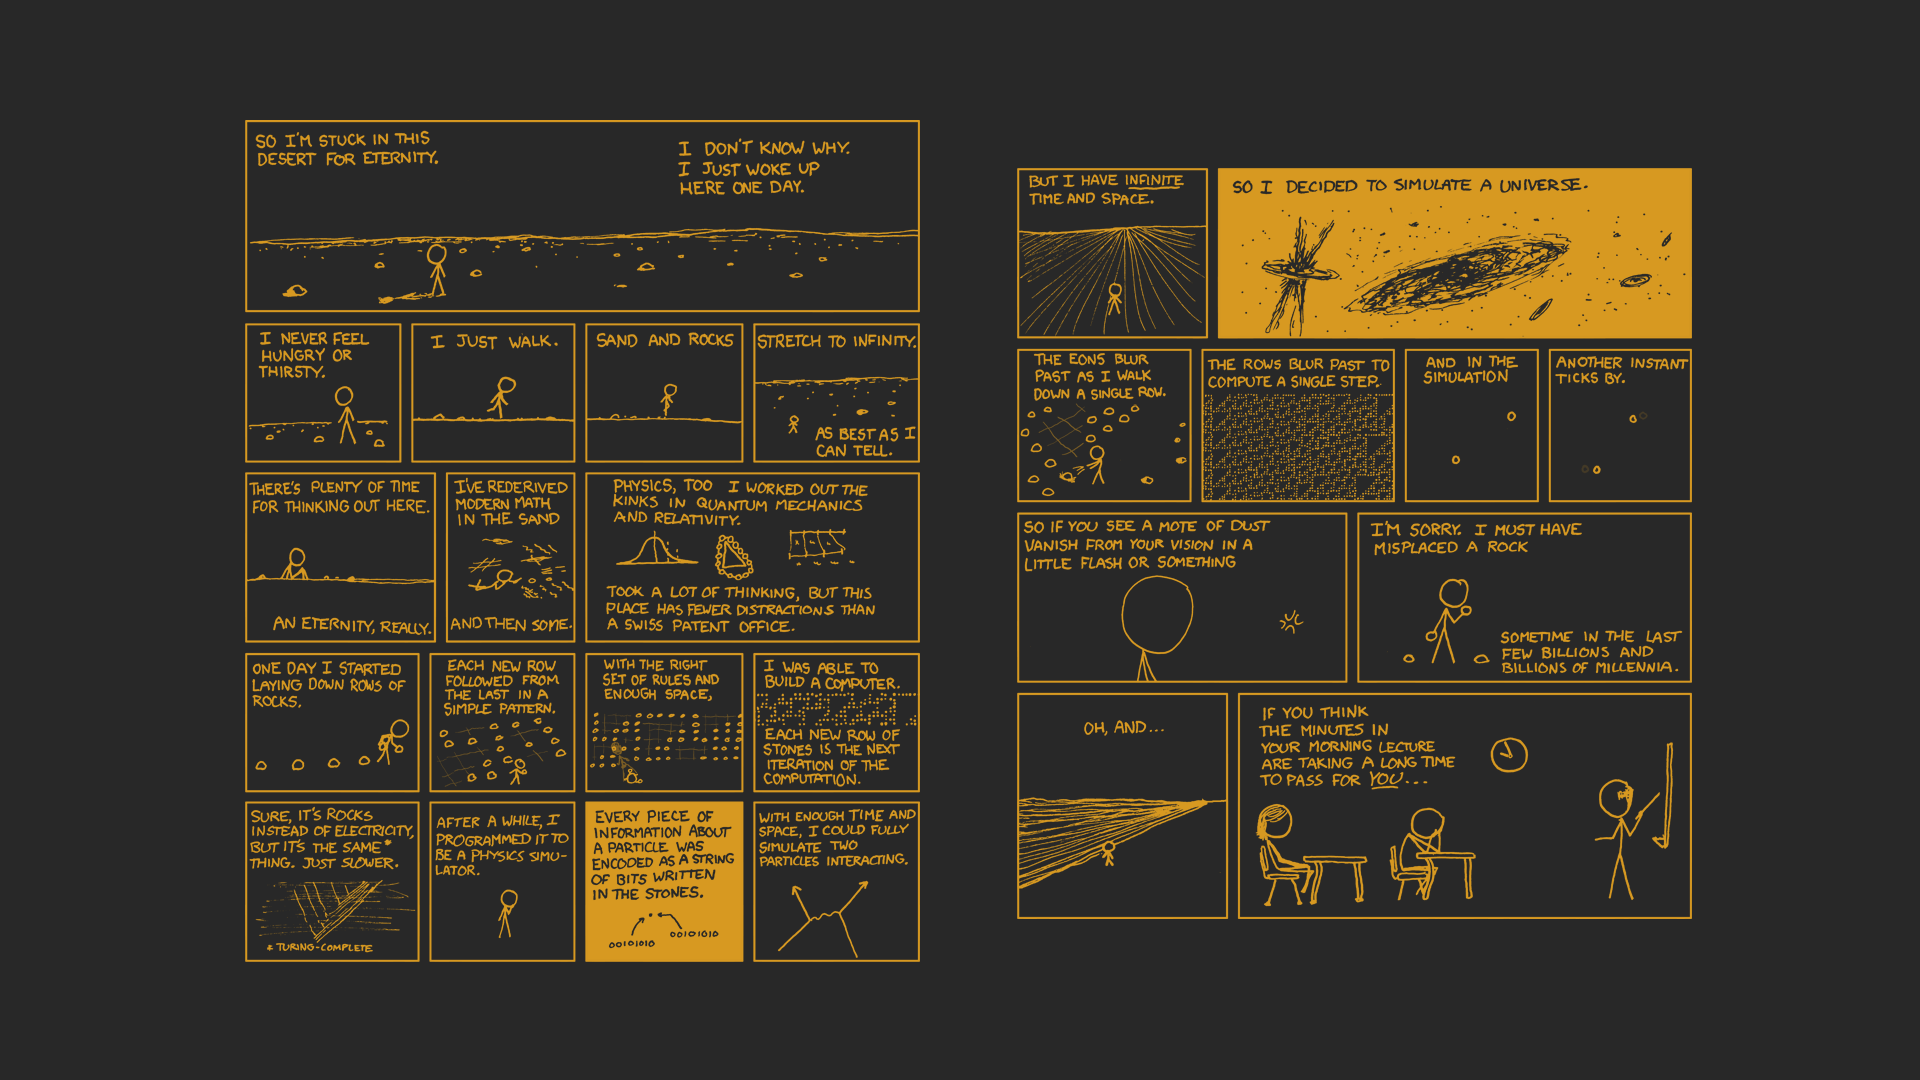 SO I'M STUCK IN THIS
DESERT FOR ETERNITY.
I DON'T KNOW WHY.
I JUST WOKE UP
HERE ONE DAY.
I NEVER FEEL
HUNGRY OR
THIRSTY.
I JUST WALK.
SAND AND ROCKS
STRETCH TO INFINITY.
AS BEST AS I
CAN TELL.
THERE'S PLENTY OF TIME
FOR THINKING OUT HERE.
AN ETERNITY, REALLY.
I'VE REDERIVED
MODERN MATH
IN THE SAND
AND THEN SOME.
PHYSICS, TOO I WORKED OUT THE
KINKS IN QUANTUM MECHANICS
AND RELATIVITY.
TOOK A LOT OF THINKING, BUT THIS
PLACE HAS FEWER DISTRACTIONS THAN
A SWISS PATENT OFFICE.
ONE DAY I STARTED
LAYING DOWN ROWS OF
ROCKS.
EACH NEW ROW
FOLLOWED FROM
THE LAST IN A
SIMPLE PATTERN.
WITH THE RIGHT
SET OF RULES AND
ENOUGH SPACE,
I WAS ABLE TO
BUILD A COMPUTER.
EACH NEW ROW OF
STONES IS THE NEXT
ITERATION OF THE
COMPUTATION.
SURE, IT'S ROCKS
INSTEAD OF ELECTRICITY,
BUT IT'S THE SAME*
THING. JUST SLOWER.
* TURING-COMPLETE
AFTER A WHILE, I
PROGRAMMED IT TO
BE A PHYSICS SIMU-
LATOR.
EVERY PIECE OF
INFORMATION ABOUT
A PARTICLE WAS
ENCODED AS A STRING
OF BITS WRITTEN
IN THE STONES.
00101010
00101010
WITH ENOUGH TIME AND
SPACE, I COULD FULLY
SIMULATE TWO
PARTICLES INTERACTING.
BUT I HAVE INFINITE
TIME AND SPACE.
SO I DECIDED TO SIMULATE A UNIVERSE.
THE EONS BLUR
PAST AS I WALK
DOWN A SINGLE ROW.
THE ROWS BLUR PAST TO
COMPUTE A SINGLE STEP.
AND IN THE
SIMULATION
ANOTHER INSTANT
TICKS BY.
SO IF YOU SEE A MOTE OF DUST
VANISH FROM YOUR VISION IN A
LITTLE FLASH OR SOMETHING
I'M SORRY. I MUST HAVE
MISPLACED A ROCK
SOMETIME IN THE LAST
FEW BILLIONS AND
BILLIONS OF MILLENNIA.
OH, AND...
IF YOU THINK
THE MINUTES IN
YOUR MORNING LECTURE
ARE TAKING A LONG TIME
TO PASS FOR YOU...